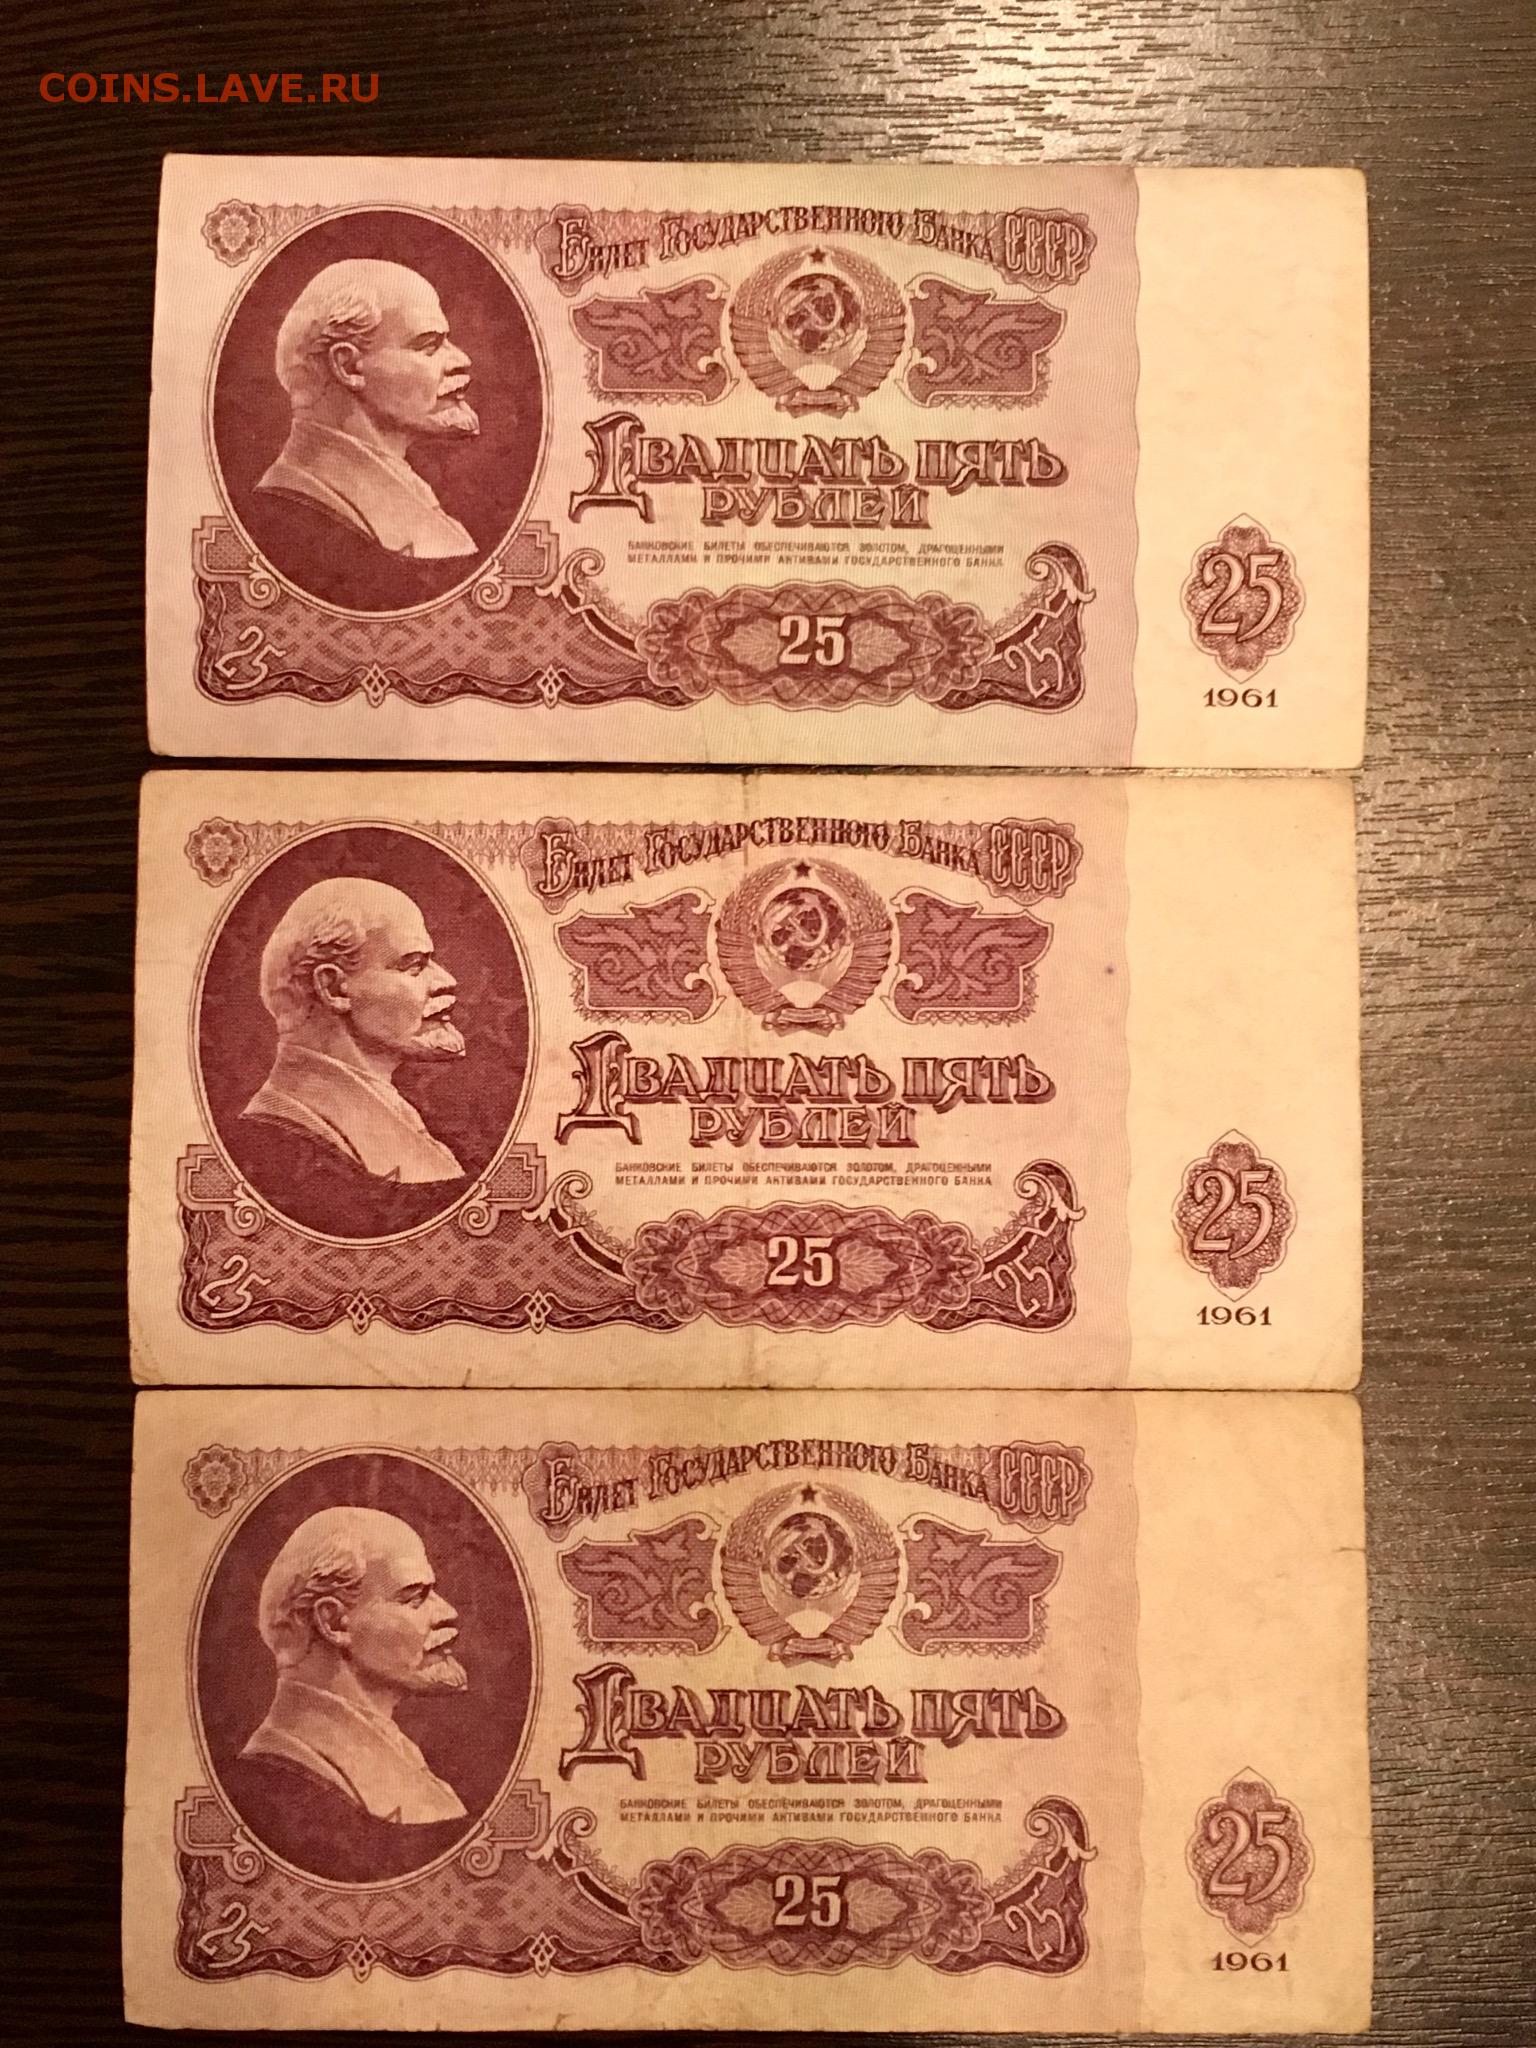 COINS.LAVE.RU
Билет Государственного Банка СССР
Двадцать пять
рублей
БАНКОВСКИЕ БИЛЕТЫ ОБЕСПЕЧИВАЮТСЯ ЗОЛОТОМ, ДРАГОЦЕННЫМИ
МЕТАЛЛАМИ И ПРОЧИМИ АКТИВАМИ ГОСУДАРСТВЕННОГО БАНКА
25
25
25
25
1961
Билет Государственного Банка СССР
Двадцать пять
рублей
БАНКОВСКИЕ БИЛЕТЫ ОБЕСПЕЧИВАЮТСЯ ЗОЛОТОМ, ДРАГОЦЕННЫМИ
МЕТАЛЛАМИ И ПРОЧИМИ АКТИВАМИ ГОСУДАРСТВЕННОГО БАНКА
25
25
25
25
1961
Билет Государственного Банка СССР
Двадцать пять
рублей
БАНКОВСКИЕ БИЛЕТЫ ОБЕСПЕЧИВАЮТСЯ ЗОЛОТОМ, ДРАГОЦЕННЫМИ
МЕТАЛЛАМИ И ПРОЧИМИ АКТИВАМИ ГОСУДАРСТВЕННОГО БАНКА
25
25
25
25
1961